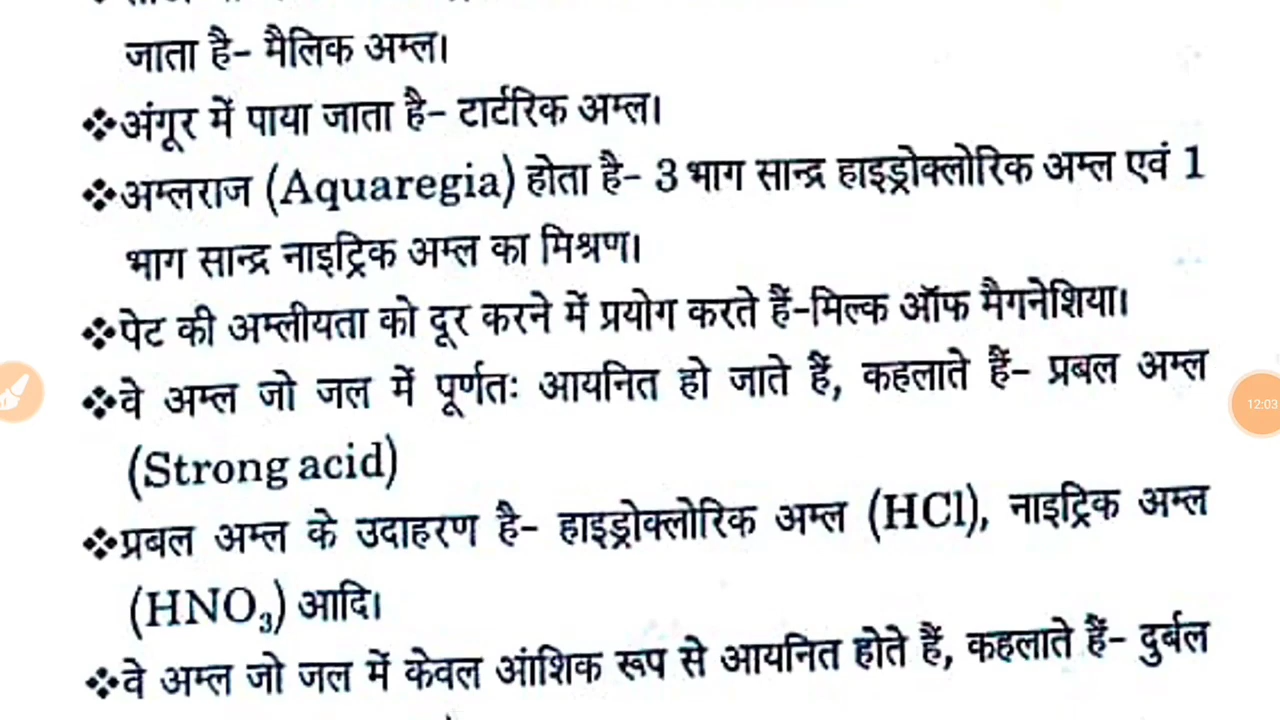 जाता है– मैलिक अम्ल।
❖अंगूर में पाया जाता है– टार्टरिक अम्ल।
❖अम्लराज (Aquaregia) होता है– 3 भाग सान्द्र हाइड्रोक्लोरिक अम्ल एवं 1
भाग सान्द्र नाइट्रिक अम्ल का मिश्रण।
❖पेट की अम्लीयता को दूर करने में प्रयोग करते हैं–मिल्क ऑफ मैगनेशिया।
❖वे अम्ल जो जल में पूर्णतः आयनित हो जाते हैं, कहलाते हैं– प्रबल अम्ल
(Strong acid)
❖प्रबल अम्ल के उदाहरण है– हाइड्रोक्लोरिक अम्ल (HCl), नाइट्रिक अम्ल
(HNO₃) आदि।
❖वे अम्ल जो जल में केवल आंशिक रूप से आयनित होते हैं, कहलाते हैं– दुर्बल
12:03